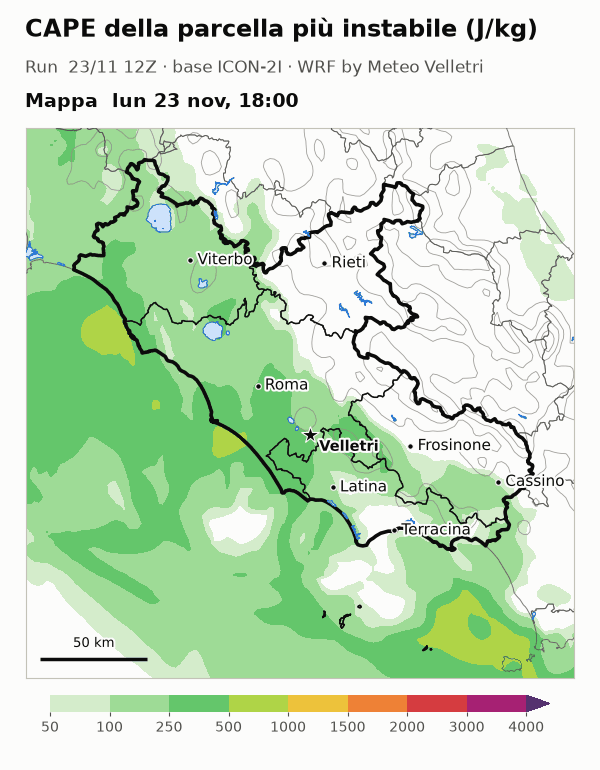 CAPE della parcella più instabile (J/kg)
Run  23/11 12Z · base ICON-2I · WRF by Meteo Velletri
Mappa  lun 23 nov, 18:00
Viterbo
Rieti
Roma
Velletri
Frosinone
Cassino
Latina
Terracina
50 km
50 100 250 500 1000 1500 2000 3000 4000